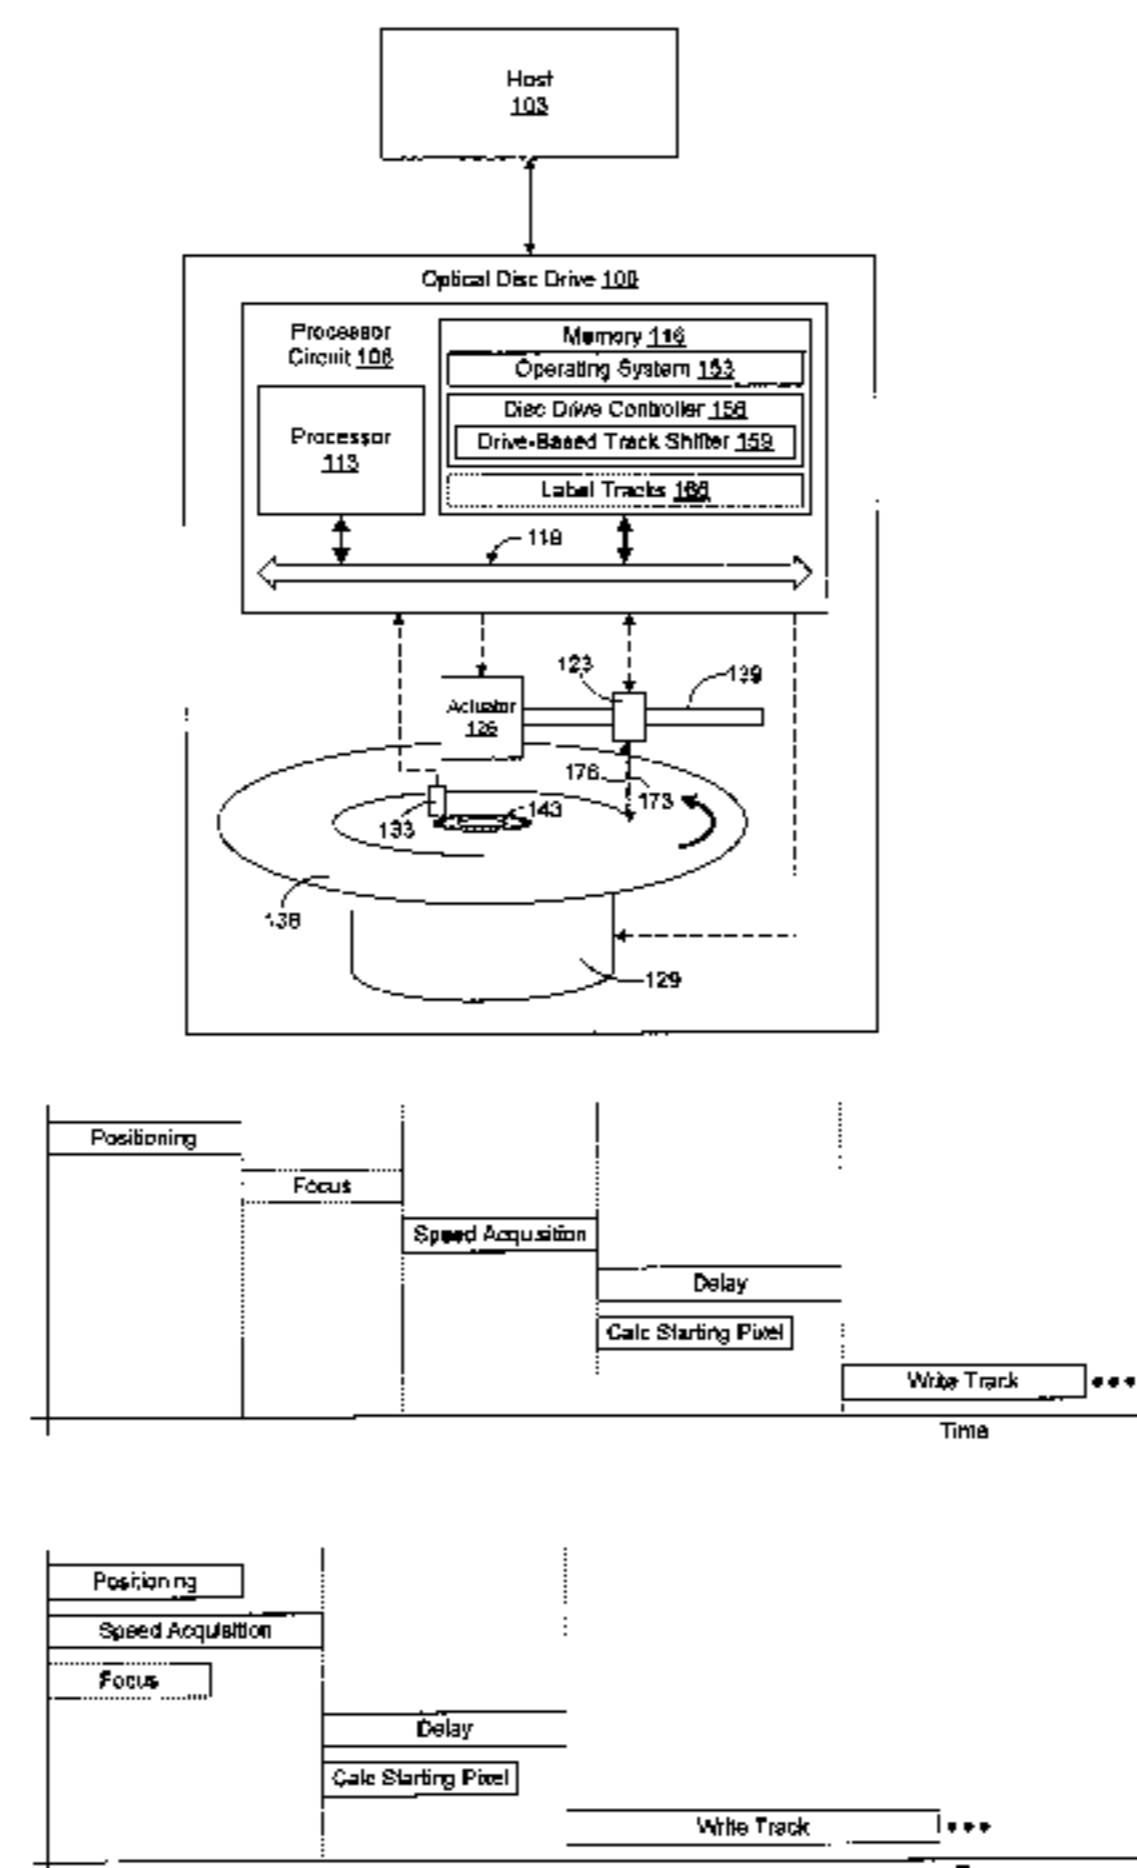 Host
103
Optical Disc Drive 100
Processor
Circuit 106
Memory 116
Operating System 153
Disc Drive Controller 156
Drive-Based Track Shifter 159
Processor
113
Label Tracks 166
119
123
139
Actuator
126
176
173
143
133
138
129
Positioning
Focus
Speed Acquisition
Delay
Calc Starting Pixel
Write Track
Time
Positioning
Speed Acquisition
Focus
Delay
Calc Starting Pixel
Write Track